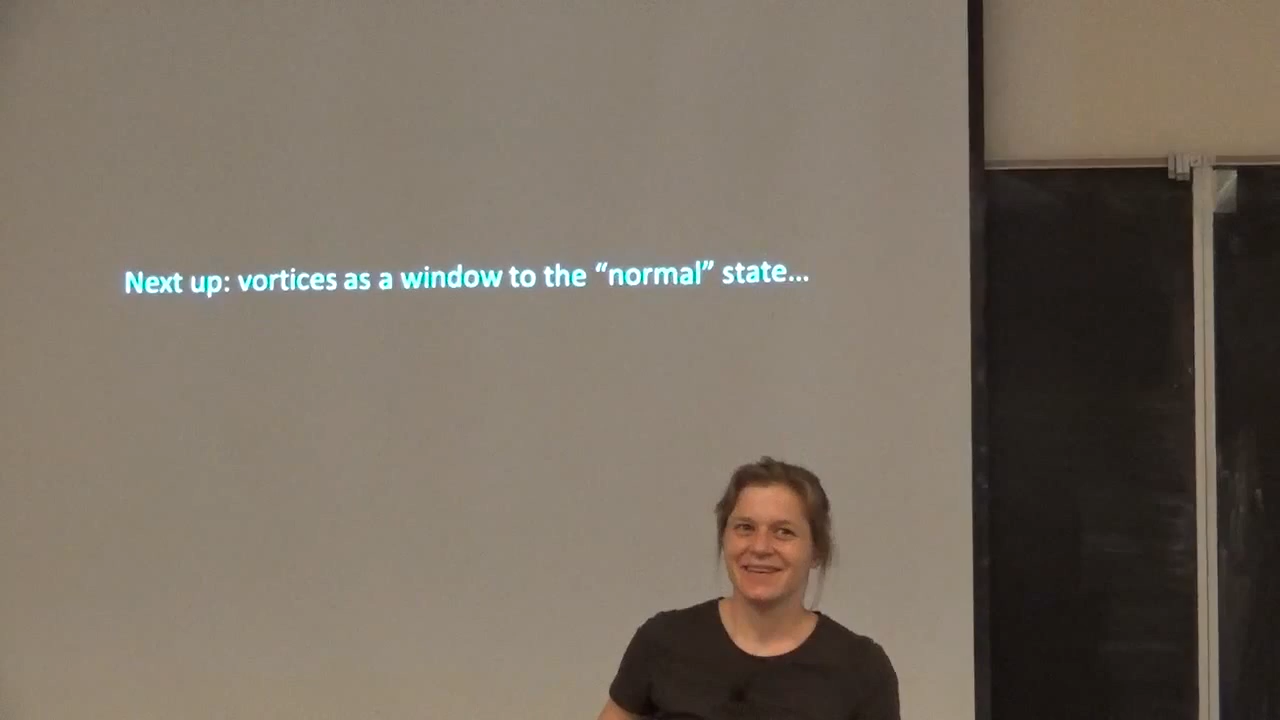 Next up: vortices as a window to the “normal” state...